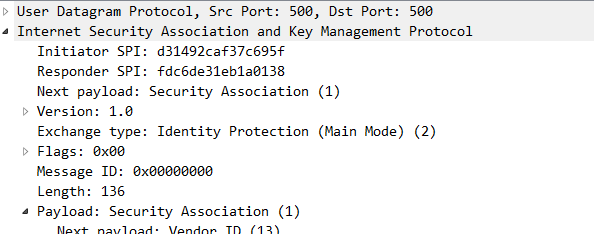 User Datagram Protocol, Src Port: 500, Dst Port: 500
Internet Security Association and Key Management Protocol
Initiator SPI: d31492caf37c695f
Responder SPI: fdc6de31eb1a0138
Next payload: Security Association (1)
Version: 1.0
Exchange type: Identity Protection (Main Mode) (2)
Flags: 0x00
Message ID: 0x00000000
Length: 136
Payload: Security Association (1)
Next payload: Vendor ID (13)